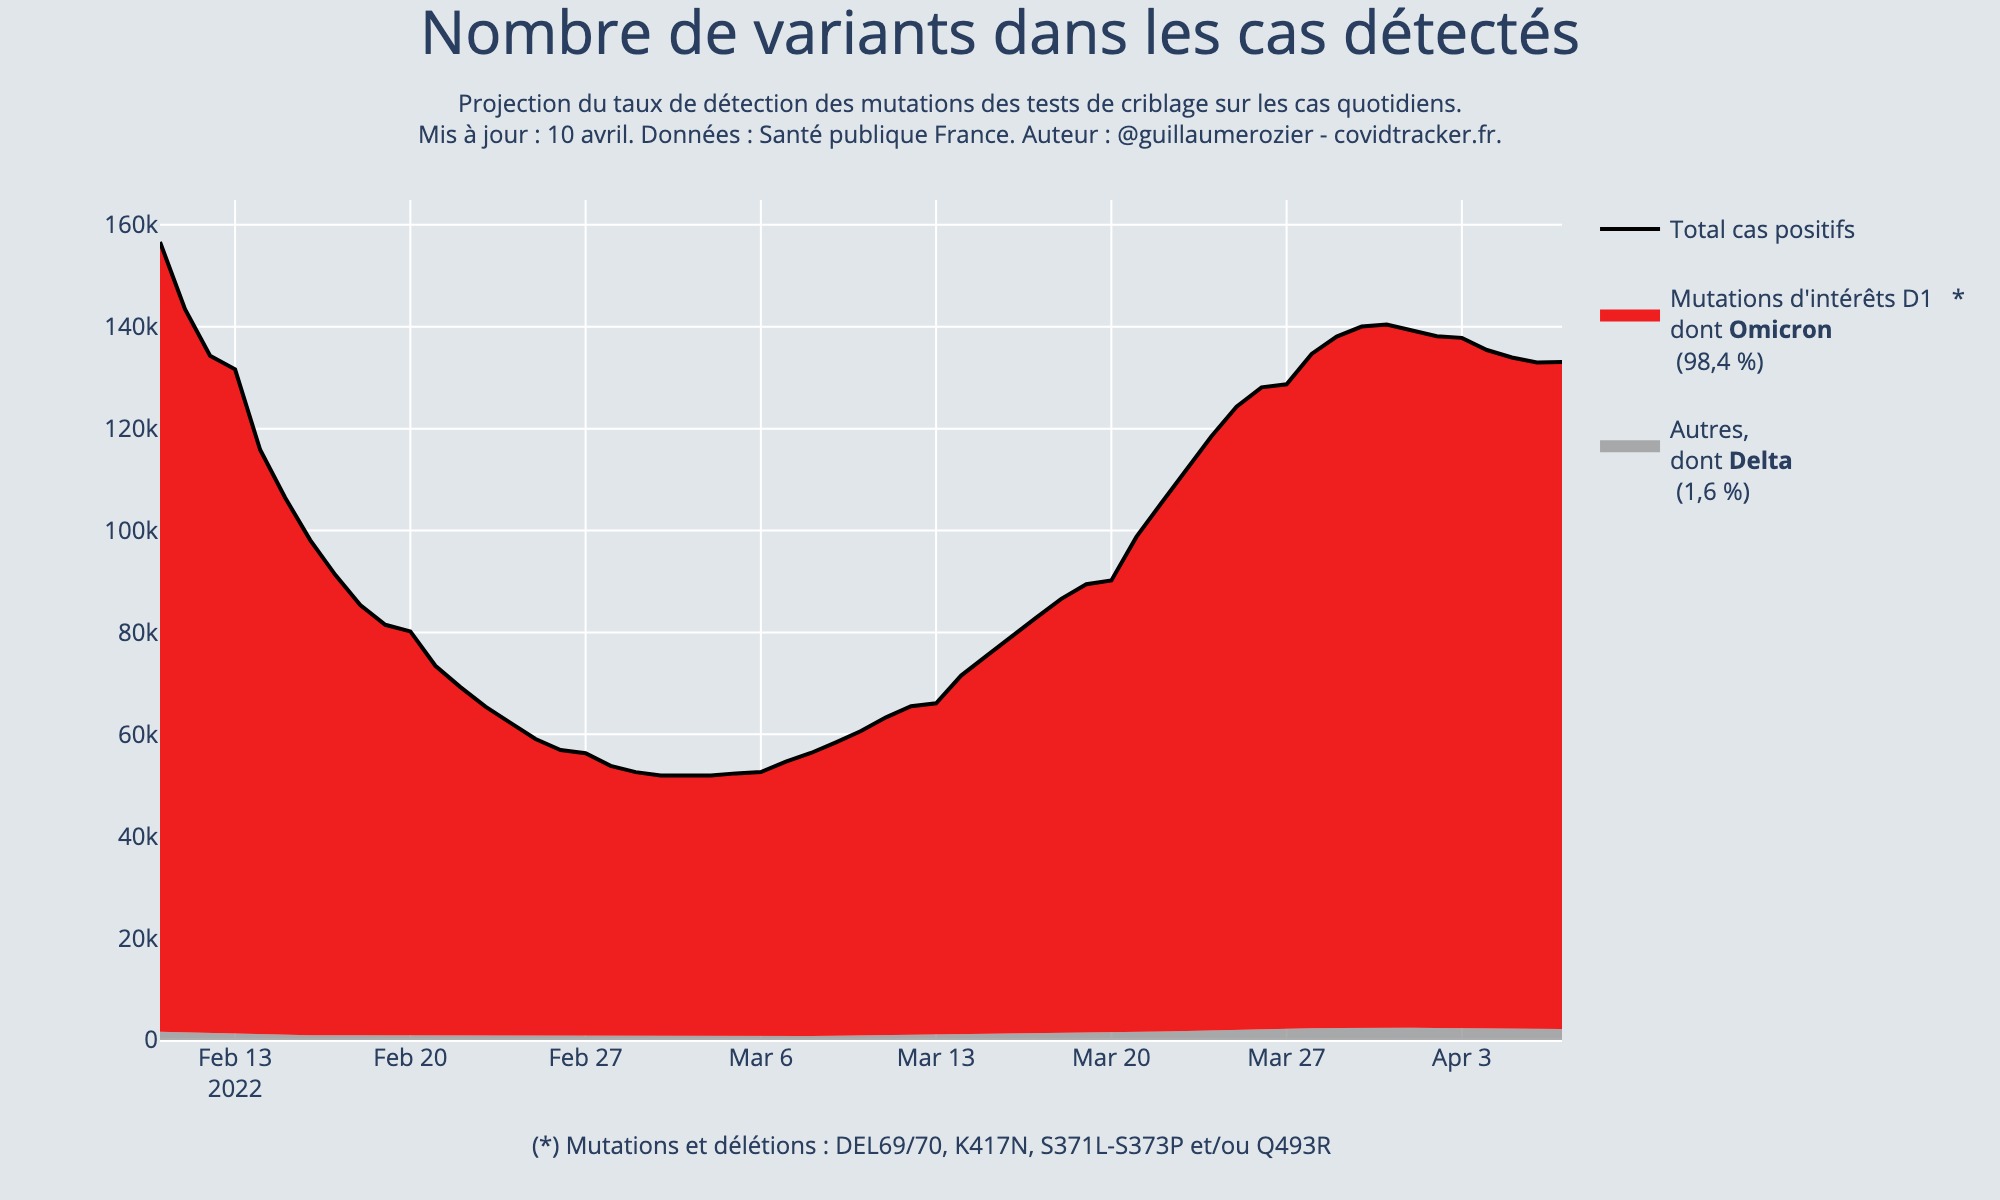 Nombre de variants dans les cas détectés
Projection du taux de détection des mutations des tests de criblage sur les cas quotidiens.
Mis à jour : 10 avril. Données : Santé publique France. Auteur : @guillaumerozier - covidtracker.fr.
160k
140k
120k
100k
80k
60k
40k
20k
0
Feb 13
2022
Feb 20
Feb 27
Mar 6
Mar 13
Mar 20
Mar 27
Apr 3
Total cas positifs
Mutations d'intérêts D1 *
dont Omicron
(98,4 %)
Autres,
dont Delta
(1,6 %)
(*) Mutations et délétions : DEL69/70, K417N, S371L-S373P et/ou Q493R